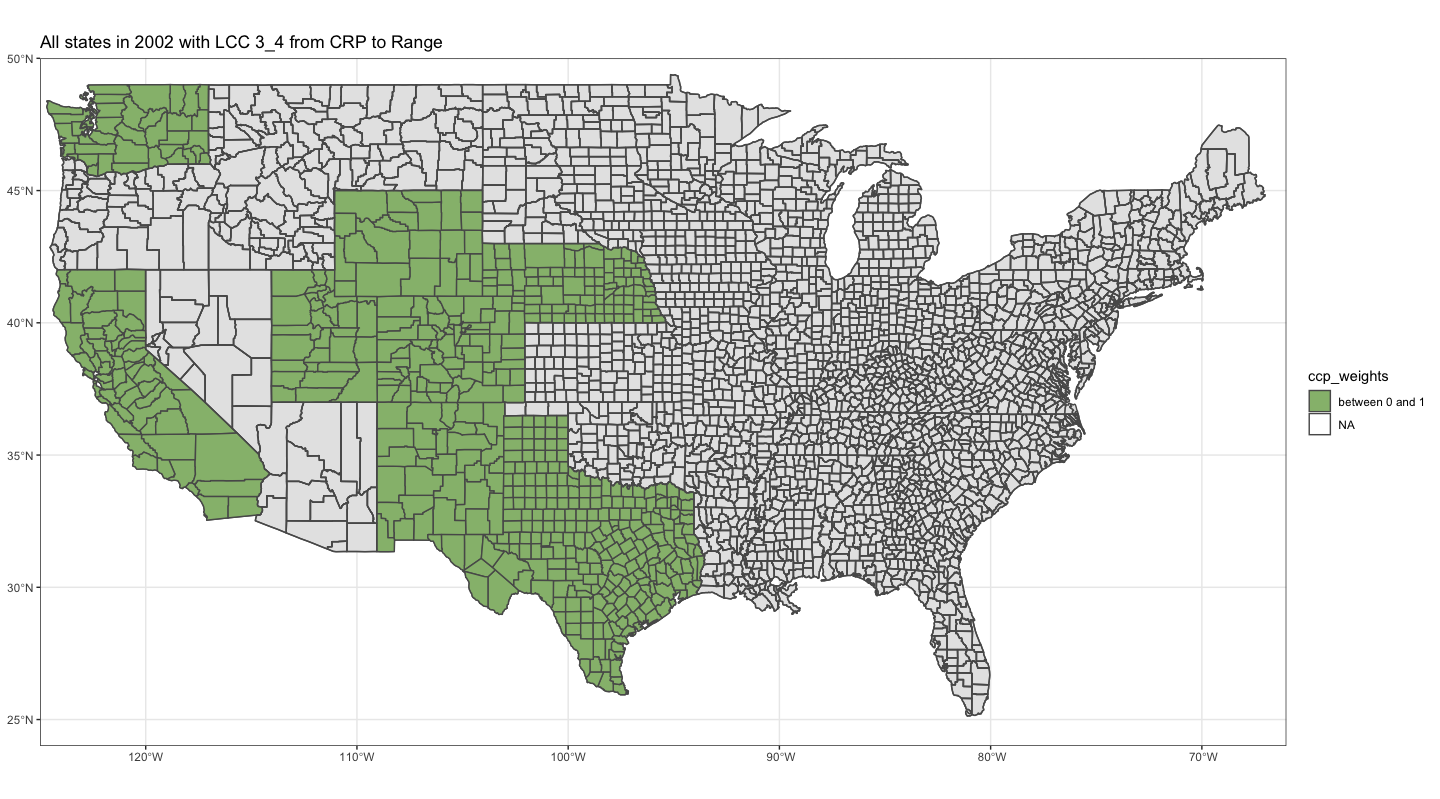 All states in 2002 with LCC 3_4 from CRP to Range
50°N
45°N
40°N
35°N
30°N
25°N
120°W
110°W
100°W
90°W
80°W
70°W
ccp_weights
between 0 and 1
NA